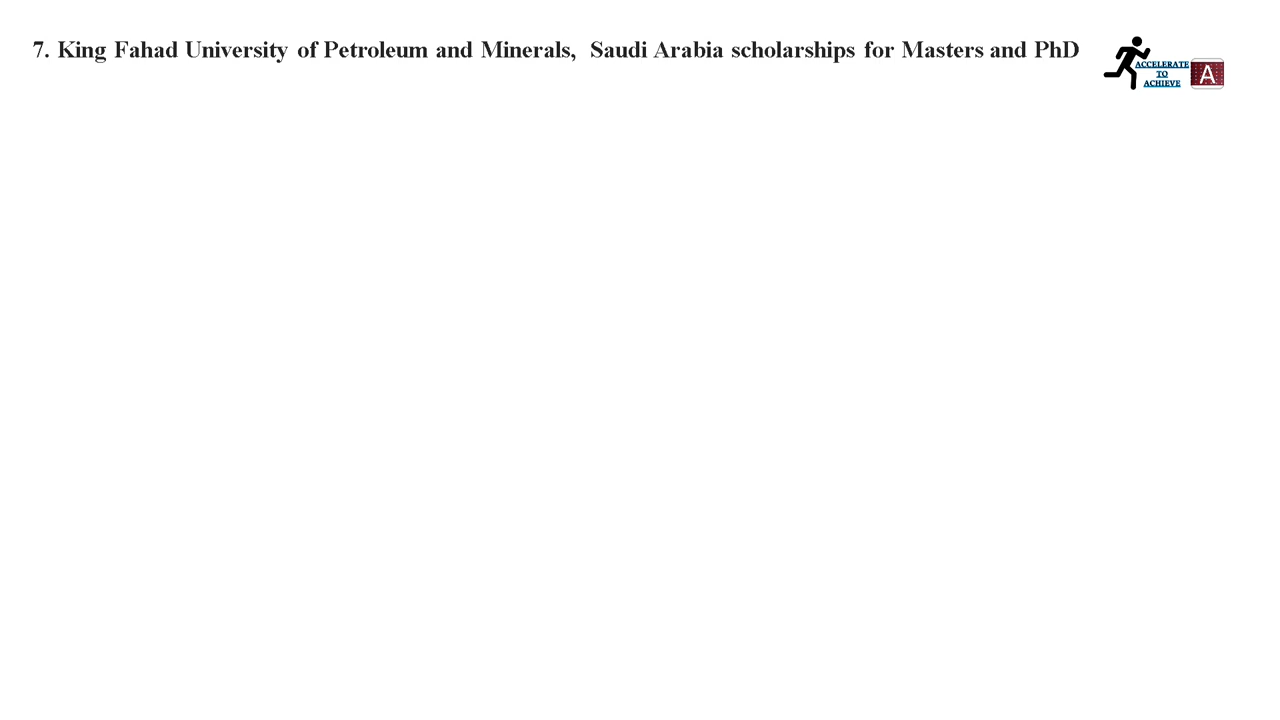 7. King Fahad University of Petroleum and Minerals, Saudi Arabia scholarships for Masters and PhD
ACCELERATE
TO
ACHIEVE
A